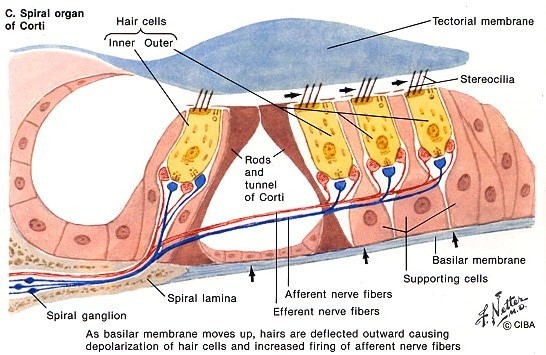 C. Spiral organ
of Corti
Hair cells
Inner Outer
Tectorial membrane
Stereocilia
Rods
and
tunnel
of Corti
Basilar membrane
Supporting cells
Afferent nerve fibers
Efferent nerve fibers
Spiral lamina
Spiral ganglion
F. Netter
M.D.
© CIBA
As basilar membrane moves up, hairs are deflected outward causing
depolarization of hair cells and increased firing of afferent nerve fibers